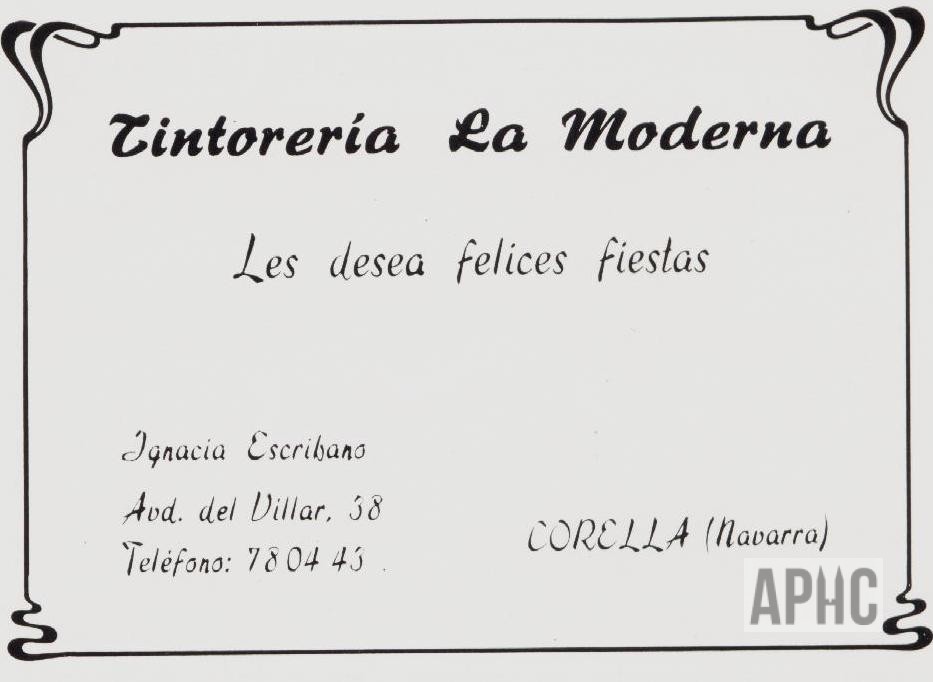 Tintorería La Moderna
Les desea felices fiestas
Ignacia Escribano
Avd. del Villar, 38
Teléfono: 78 04 43
CORELLA (Navarra)
APHC